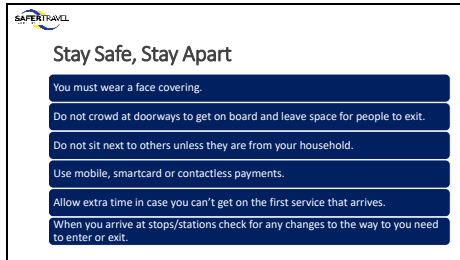 SAFERTRAVEL
Stay Safe, Stay Apart
You must wear a face covering.
Do not crowd at doorways to get on board and leave space for people to exit.
Do not sit next to others unless they are from your household.
Use mobile, smartcard or contactless payments.
Allow extra time in case you can't get on the first service that arrives.
When you arrive at stops/stations check for any changes to the way to you need
to enter or exit.